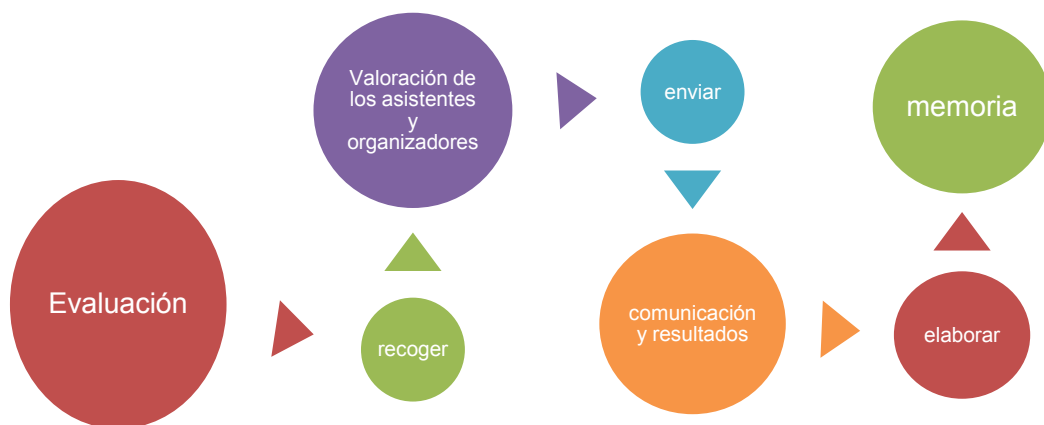 Evaluación
recoger
Valoración de
los asistentes
y
organizadores
enviar
comunicación
y resultados
elaborar
memoria